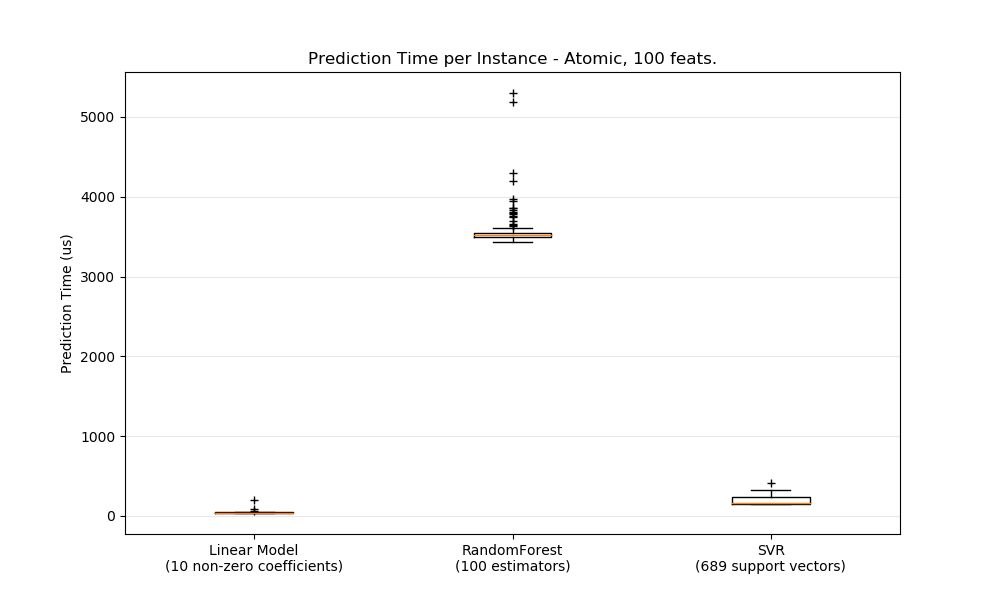 Prediction Time per Instance - Atomic, 100 feats.
Prediction Time (us)
5000
4000
3000
2000
1000
0
Linear Model
(10 non-zero coefficients)
RandomForest
(100 estimators)
SVR
(689 support vectors)